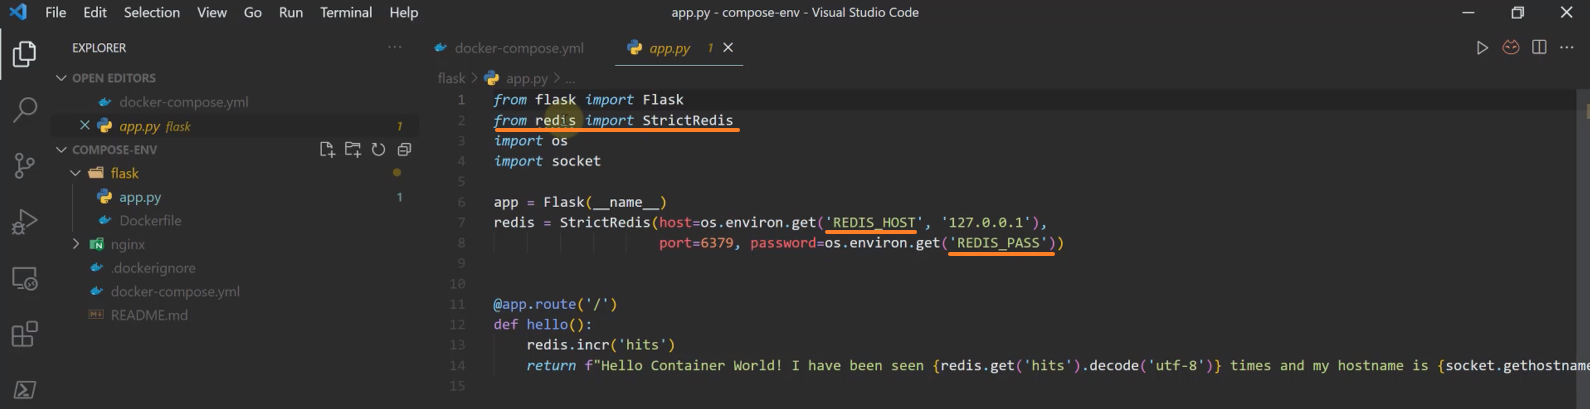 File Edit Selection View Go Run Terminal Help
app.py - compose-env - Visual Studio Code
EXPLORER
OPEN EDITORS
docker-compose.yml
app.py flask 1
COMPOSE-ENV
flask
app.py 1
Dockerfile
nginx
.dockerignore
docker-compose.yml
README.md
docker-compose.yml
app.py 1
flask > app.py > ...
1 from flask import Flask
2 from redis import StrictRedis
3 import os
4 import socket
5
6 app = Flask(__name__)
7 redis = StrictRedis(host=os.environ.get('REDIS_HOST', '127.0.0.1'),
8 port=6379, password=os.environ.get('REDIS_PASS'))
9
10
11 @app.route('/')
12 def hello():
13 redis.incr('hits')
14 return f"Hello Container World! I have been seen {redis.get('hits').decode('utf-8')} times and my hostname is {socket.gethostname
15